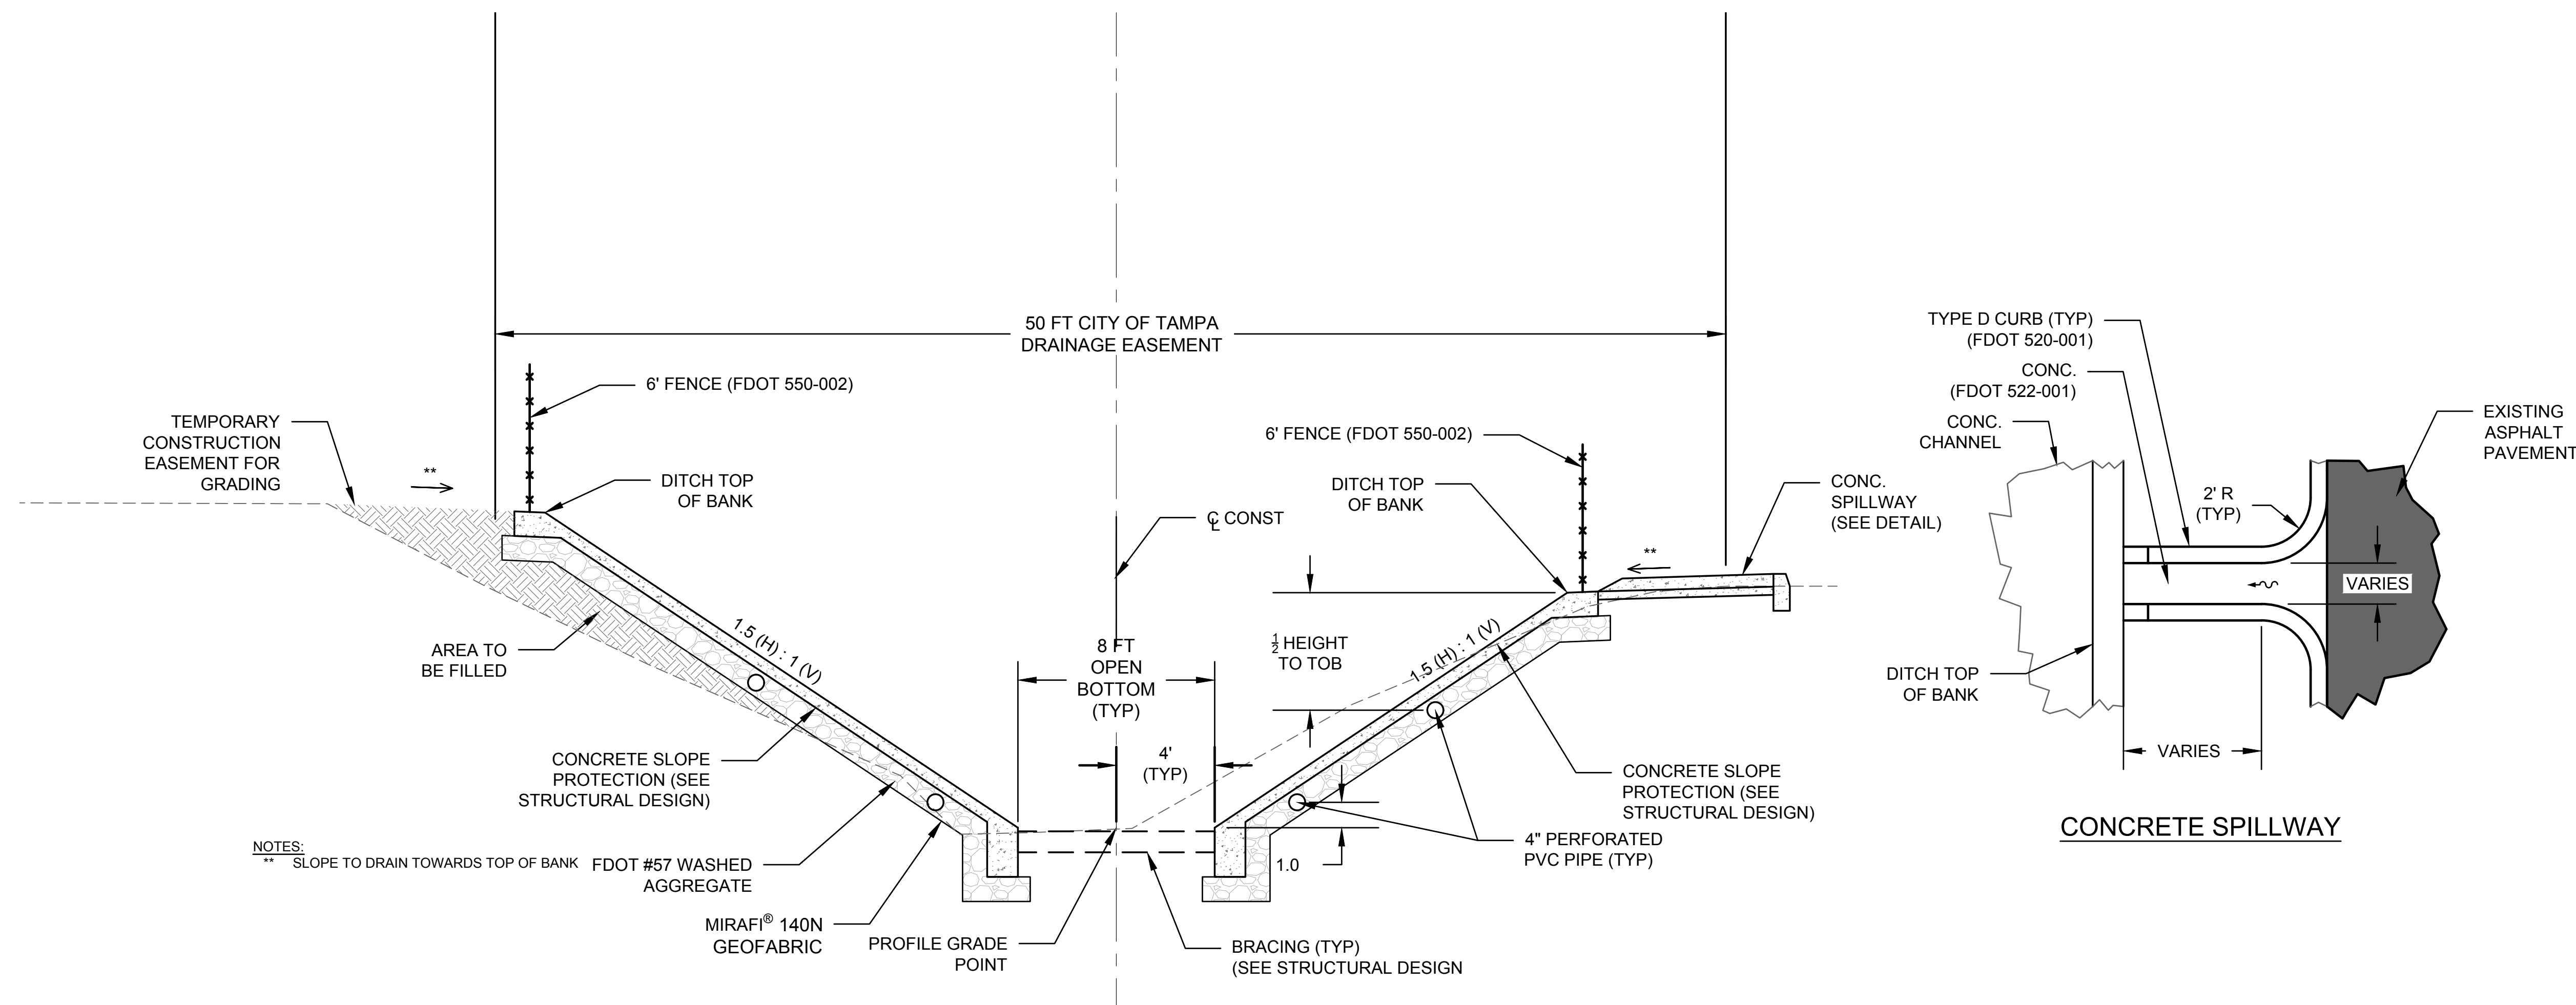 50 FT CITY OF TAMPA
DRAINAGE EASEMENT
6' FENCE (FDOT 550-002)
TEMPORARY
CONSTRUCTION
EASEMENT FOR
GRADING
**
DITCH TOP
OF BANK
℄ CONST
6' FENCE (FDOT 550-002)
DITCH TOP
OF BANK
CONC.
SPILLWAY
(SEE DETAIL)
**
AREA TO
BE FILLED
1.5 (H) : 1 (V)
8 FT
OPEN
BOTTOM
(TYP)
½ HEIGHT
TO TOB
1.5 (H) : 1 (V)
4'
(TYP)
CONCRETE SLOPE
PROTECTION (SEE
STRUCTURAL DESIGN)
CONCRETE SLOPE
PROTECTION (SEE
STRUCTURAL DESIGN)
NOTES:
** SLOPE TO DRAIN TOWARDS TOP OF BANK
FDOT #57 WASHED
AGGREGATE
4" PERFORATED
PVC PIPE (TYP)
1.0
MIRAFI® 140N
GEOFABRIC
PROFILE GRADE
POINT
BRACING (TYP)
(SEE STRUCTURAL DESIGN
TYPE D CURB (TYP)
(FDOT 520-001)
CONC.
(FDOT 522-001)
CONC.
CHANNEL
EXISTING
ASPHALT
PAVEMENT
2' R
(TYP)
VARIES
DITCH TOP
OF BANK
VARIES
CONCRETE SPILLWAY